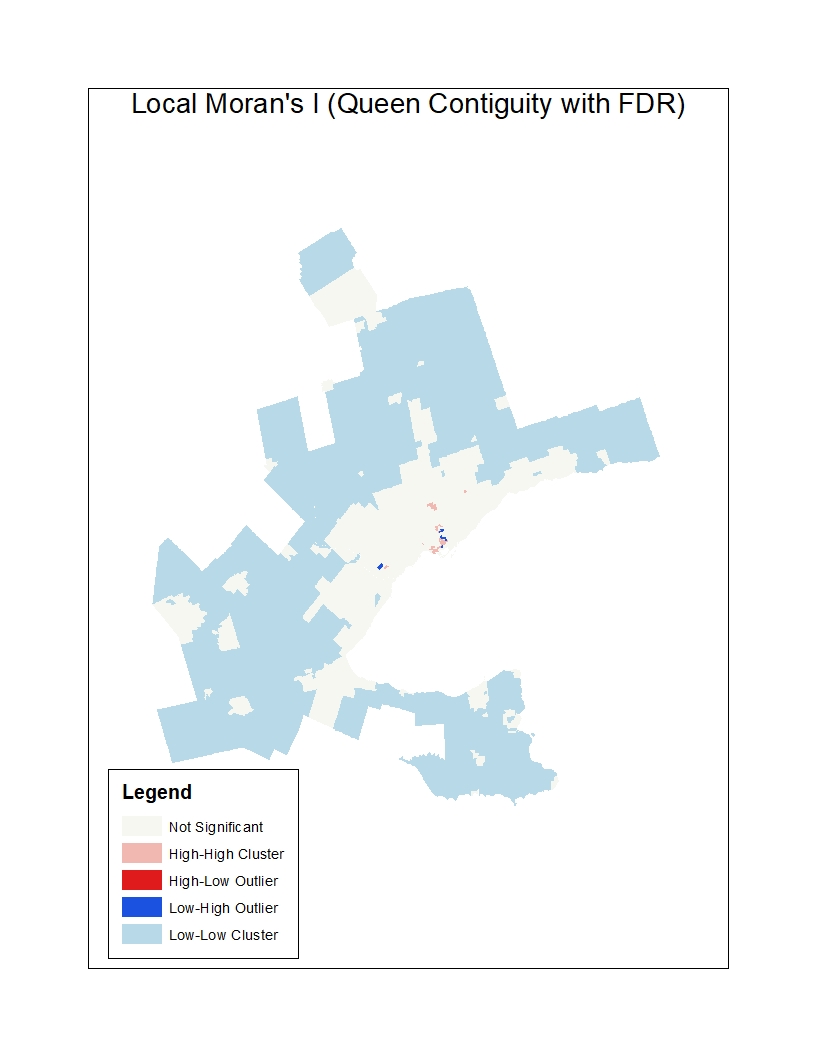 Local Moran's I (Queen Contiguity with FDR)
Legend
Not Significant
High-High Cluster
High-Low Outlier
Low-High Outlier
Low-Low Cluster